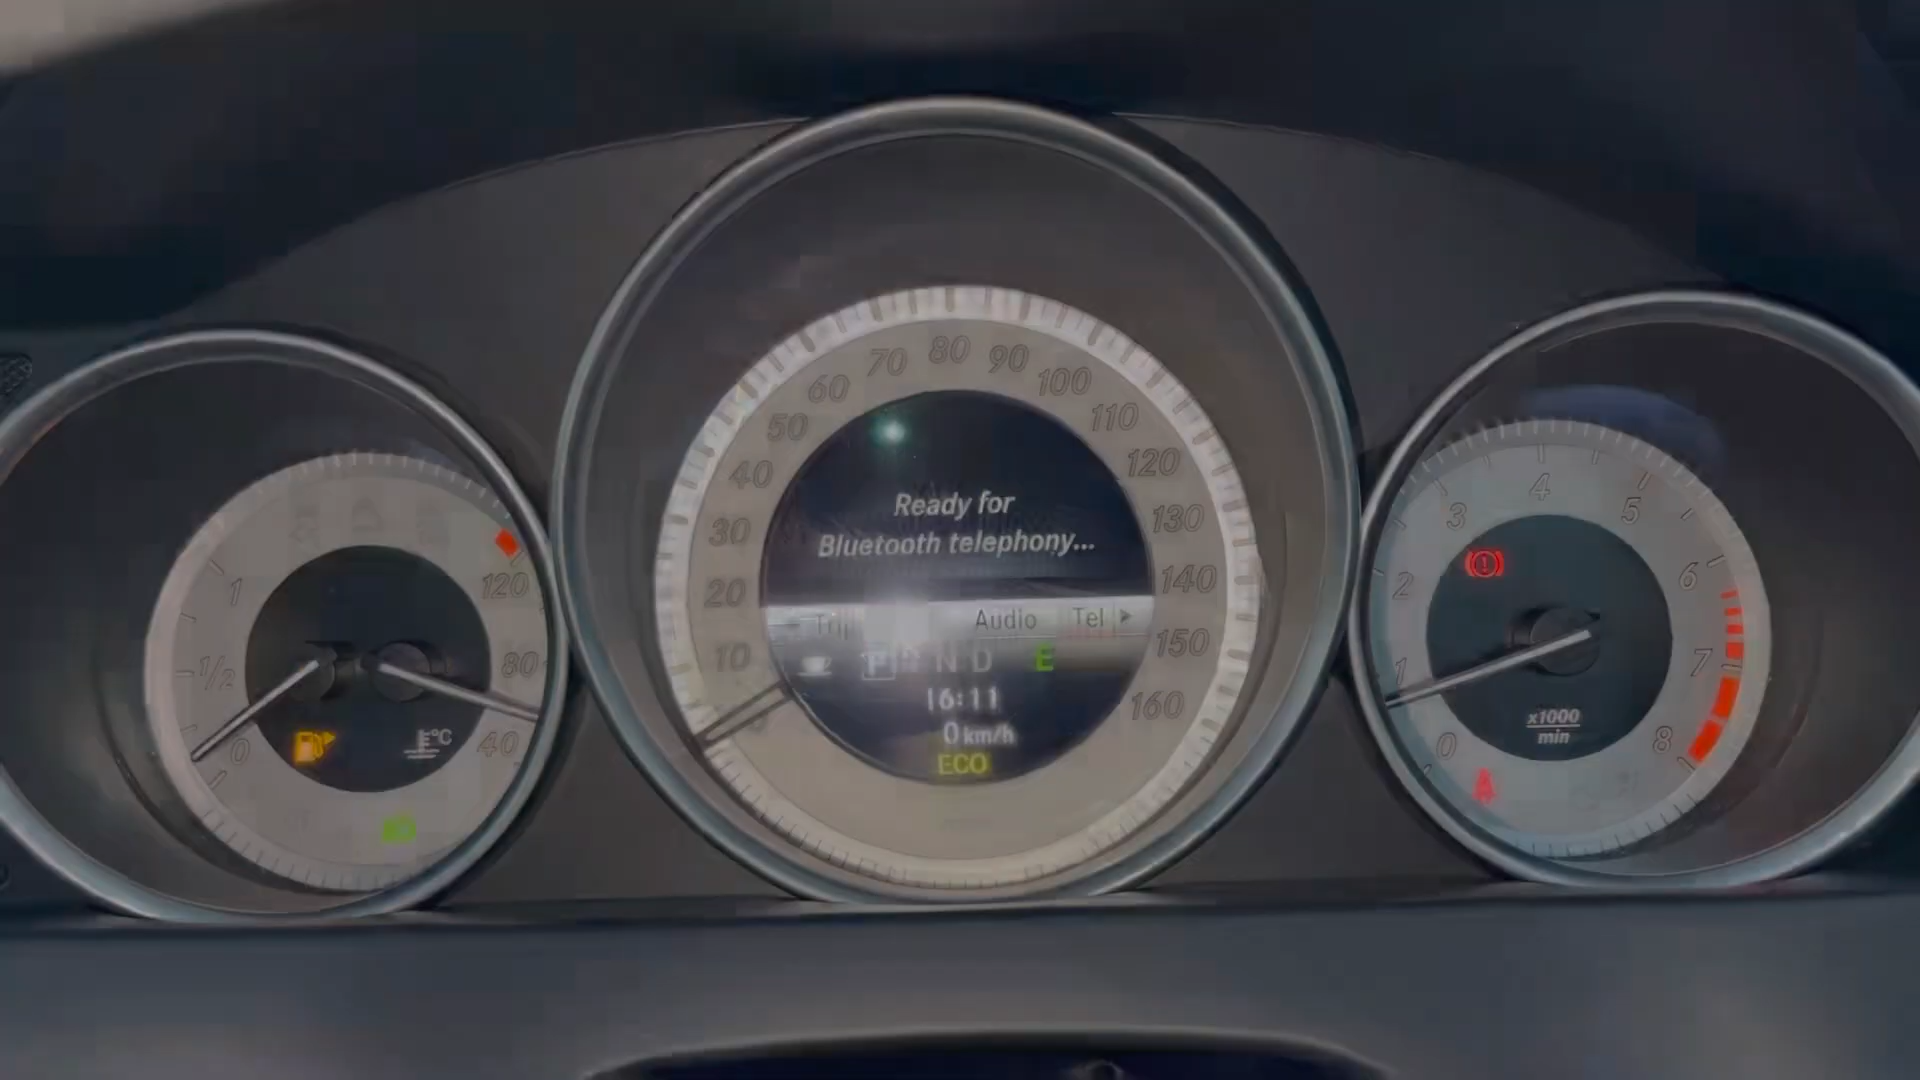 Ready for
Bluetooth telephony...
Audio Tel
N D E
16:11
0 km/h
ECO
0 10 20 30 40 50 60 70 80 90 100 110 120 130 140 150 160
0 1/2 1
40 80 120
°C
0 1 2 3 4 5 6 7 8
x1000
min